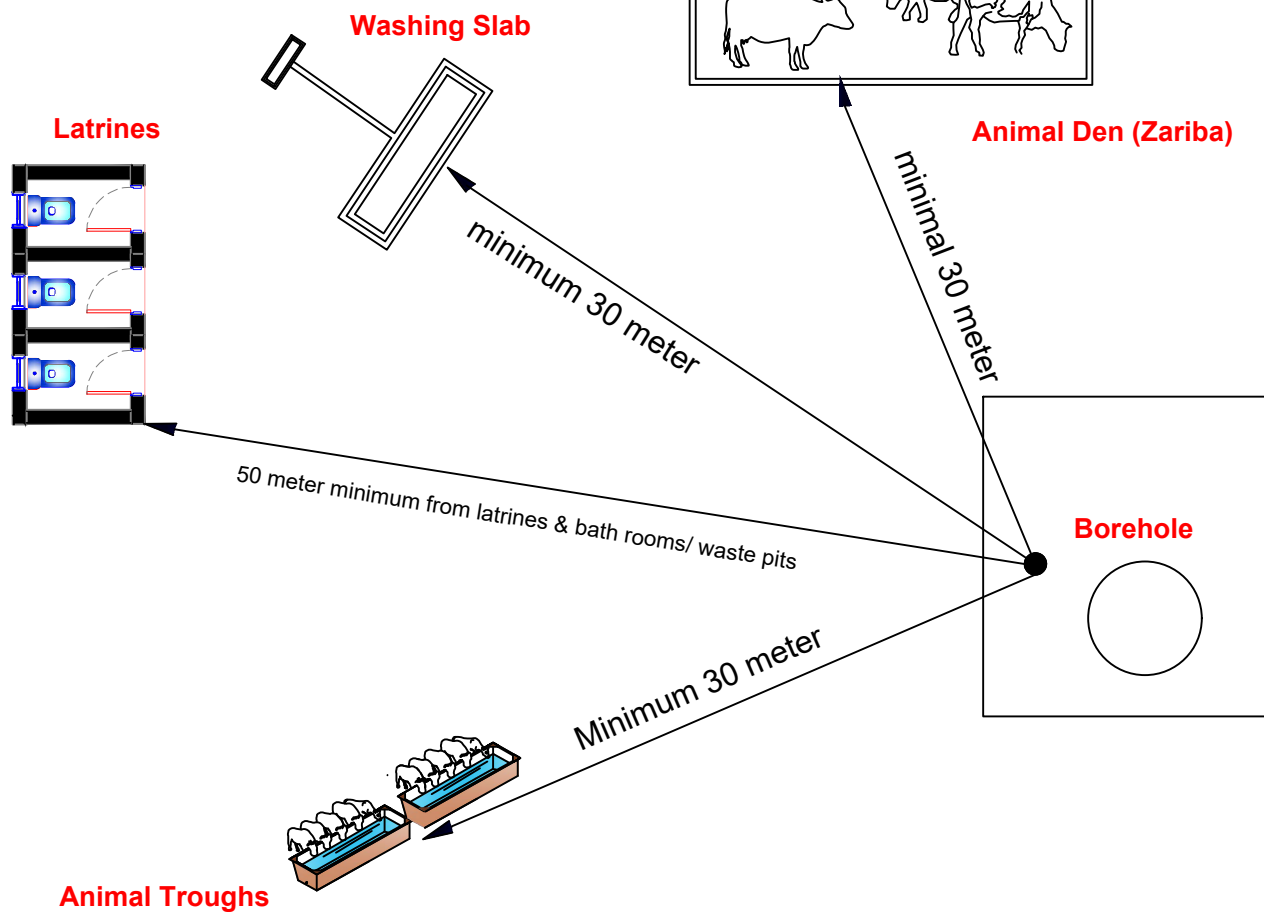 Washing Slab
Latrines
Animal Den (Zariba)
minimal 30 meter
minimum 30 meter
50 meter minimum from latrines & bath rooms/ waste pits
Borehole
Minimum 30 meter
Animal Troughs